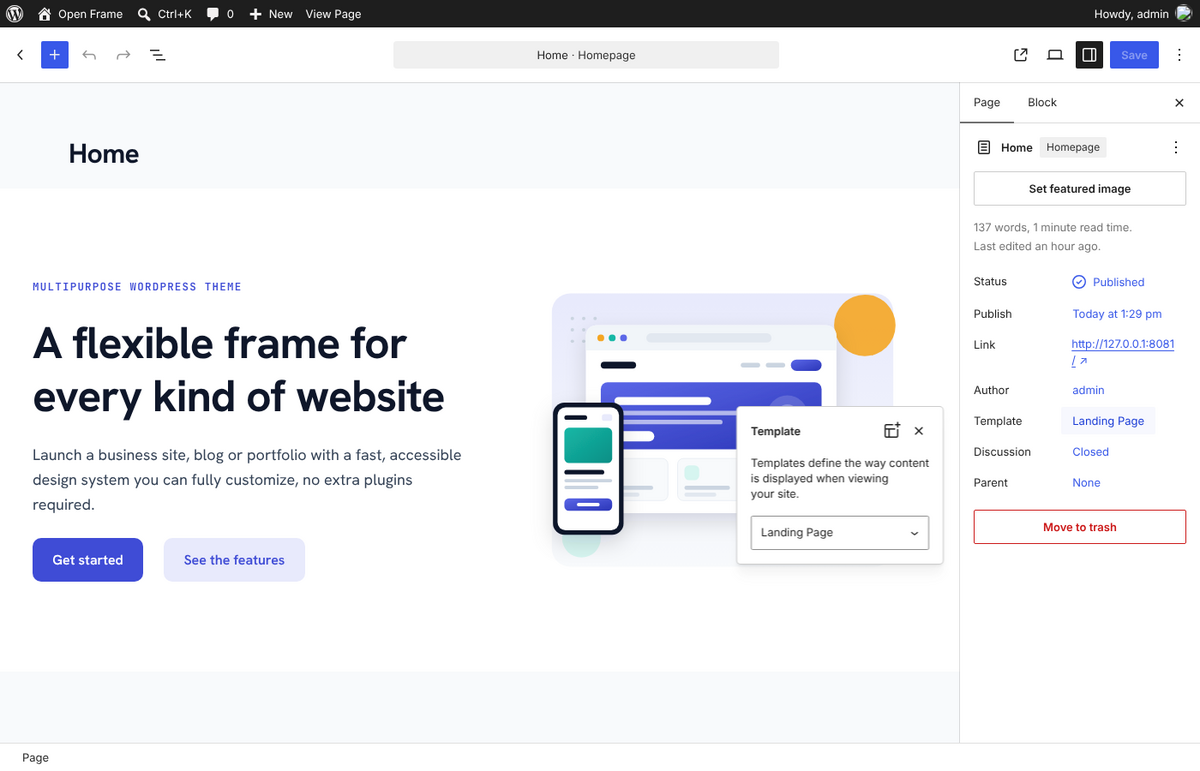 Open Frame Ctrl+K 0 New View Page Howdy, admin
Home · Homepage Save
Page Block
Home
Home Homepage
Set featured image
137 words, 1 minute read time.
Last edited an hour ago.
Status Published
Publish Today at 1:29 pm
Link http://127.0.0.1:8081
/ ↗
Author admin
Template Landing Page
Discussion Closed
Parent None
Move to trash
MULTIPURPOSE WORDPRESS THEME
A flexible frame for
every kind of website
Launch a business site, blog or portfolio with a fast, accessible
design system you can fully customize, no extra plugins
required.
Get started See the features
Template
Templates define the way content
is displayed when viewing
your site.
Landing Page
Page